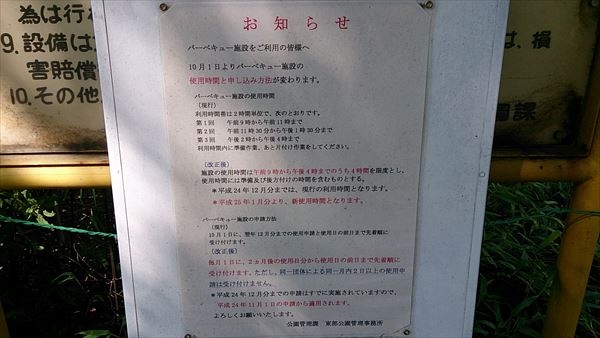 為は行
9.設備は
害賠償
10.その他
は、損
課
お知らせ
バーベキュー施設をご利用の皆様へ
10月1日よりバーベキュー施設の
使用時間と申し込み方法が変わります。
バーベキュー施設の使用時間
(現行)
利用時間帯は2時間単位で、次のとおりです。
第1回 午前9時から午前11時まで
第2回 午前11時30分から午後1時30分まで
第3回 午後2時から午後4時まで
利用時間内に準備作業、あと片付け作業をしてください。
(改正後)
施設の使用時間は午前9時から午後4時までのうち4時間を限度とし、
使用時間には準備及び後方付けの時間を含むものとする。
*平成24年12月分までは、現行の利用時間となります。
*平成25年1月分より、新使用時間となります。
バーベキュー施設の申請方法
(現行)
10月1日に、翌年12月分までの使用申請と使用日の前日まで先着順に
受け付けます。
(改正後)
毎月1日に、2ヵ月後の使用日分から使用日の前日まで先着順に
受け付けます。ただし、同一団体による同一月内2日以上の使用申
請は受け付けません。
*平成24年12月分までの申請はすでに実施されていますので、
平成24年11月1日の申請から適用されます。
よろしくお願いいたします。
公園管理課 東部公園管理事務所